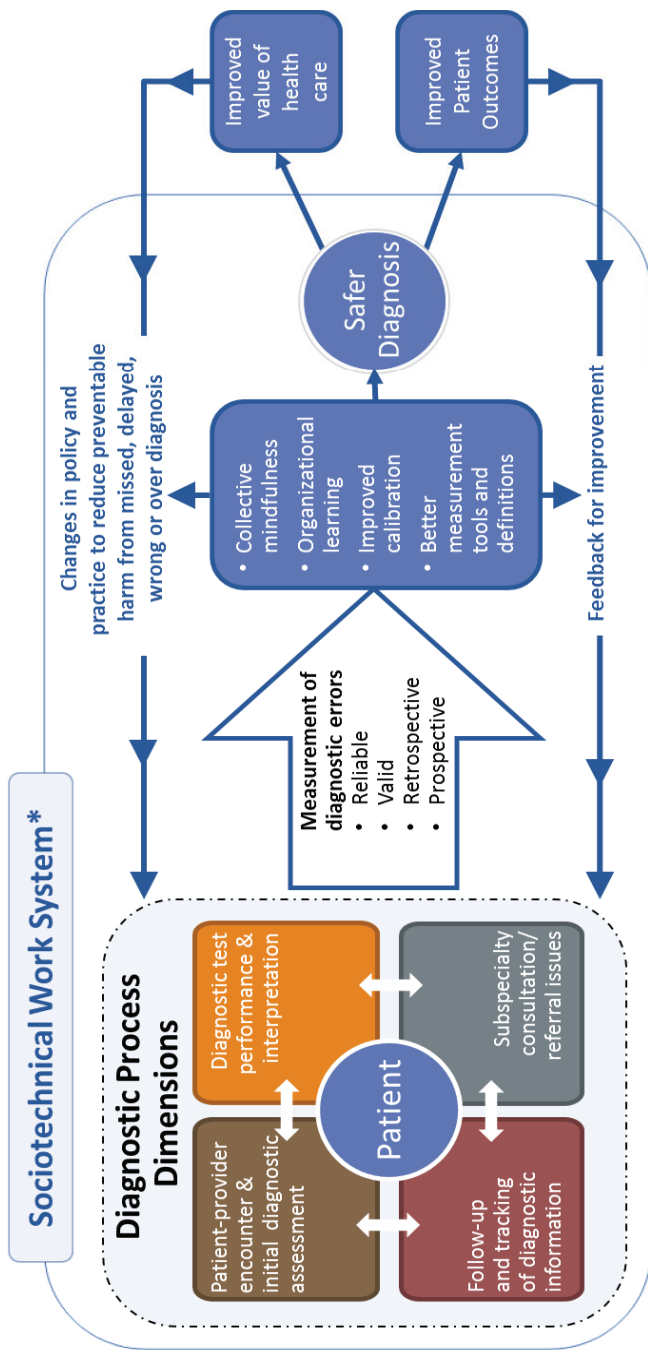 Sociotechnical Work System*
Diagnostic Process
Dimensions
Patient-provider
encounter &
initial diagnostic
assessment
Diagnostic test
performance &
interpretation
Patient
Follow-up
and tracking
of diagnostic
information
Subspecialty
consultation/
referral issues
Measurement of
diagnostic errors
• Reliable
• Valid
• Retrospective
• Prospective
Changes in policy and
practice to reduce preventable
harm from missed, delayed,
wrong or over diagnosis
• Collective
mindfulness
• Organizational
learning
• Improved
calibration
• Better
measurement
tools and
definitions
Feedback for improvement
Safer
Diagnosis
Improved
value of
health
care
Improved
Patient
Outcomes